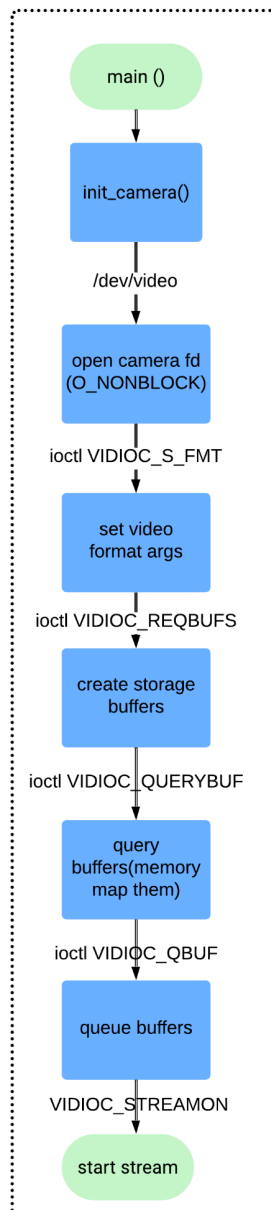 main ()
init_camera()
/dev/video
open camera fd
(O_NONBLOCK)
ioctl VIDIOC_S_FMT
set video
format args
ioctl VIDIOC_REQBUFS
create storage
buffers
ioctl VIDIOC_QUERYBUF
query
buffers(memory
map them)
ioctl VIDIOC_QBUF
queue buffers
VIDIOC_STREAMON
start stream